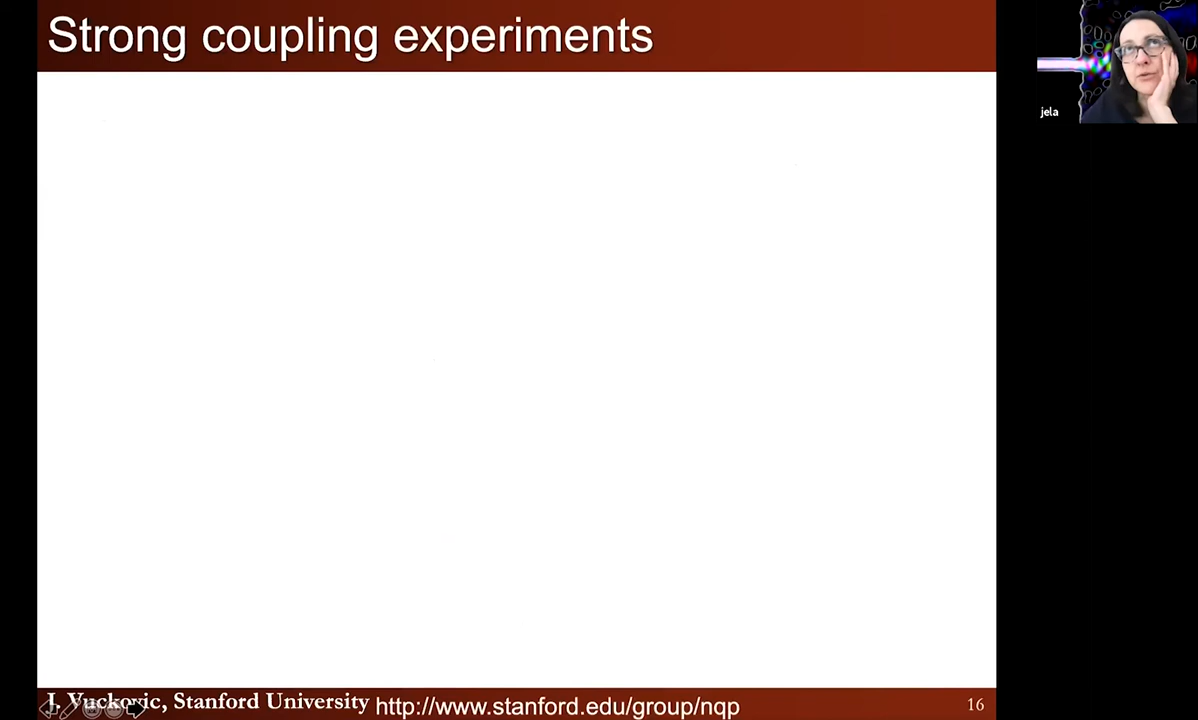 Strong coupling experiments
jela
J. Vuckovic, Stanford University http://www.stanford.edu/group/nqp
16